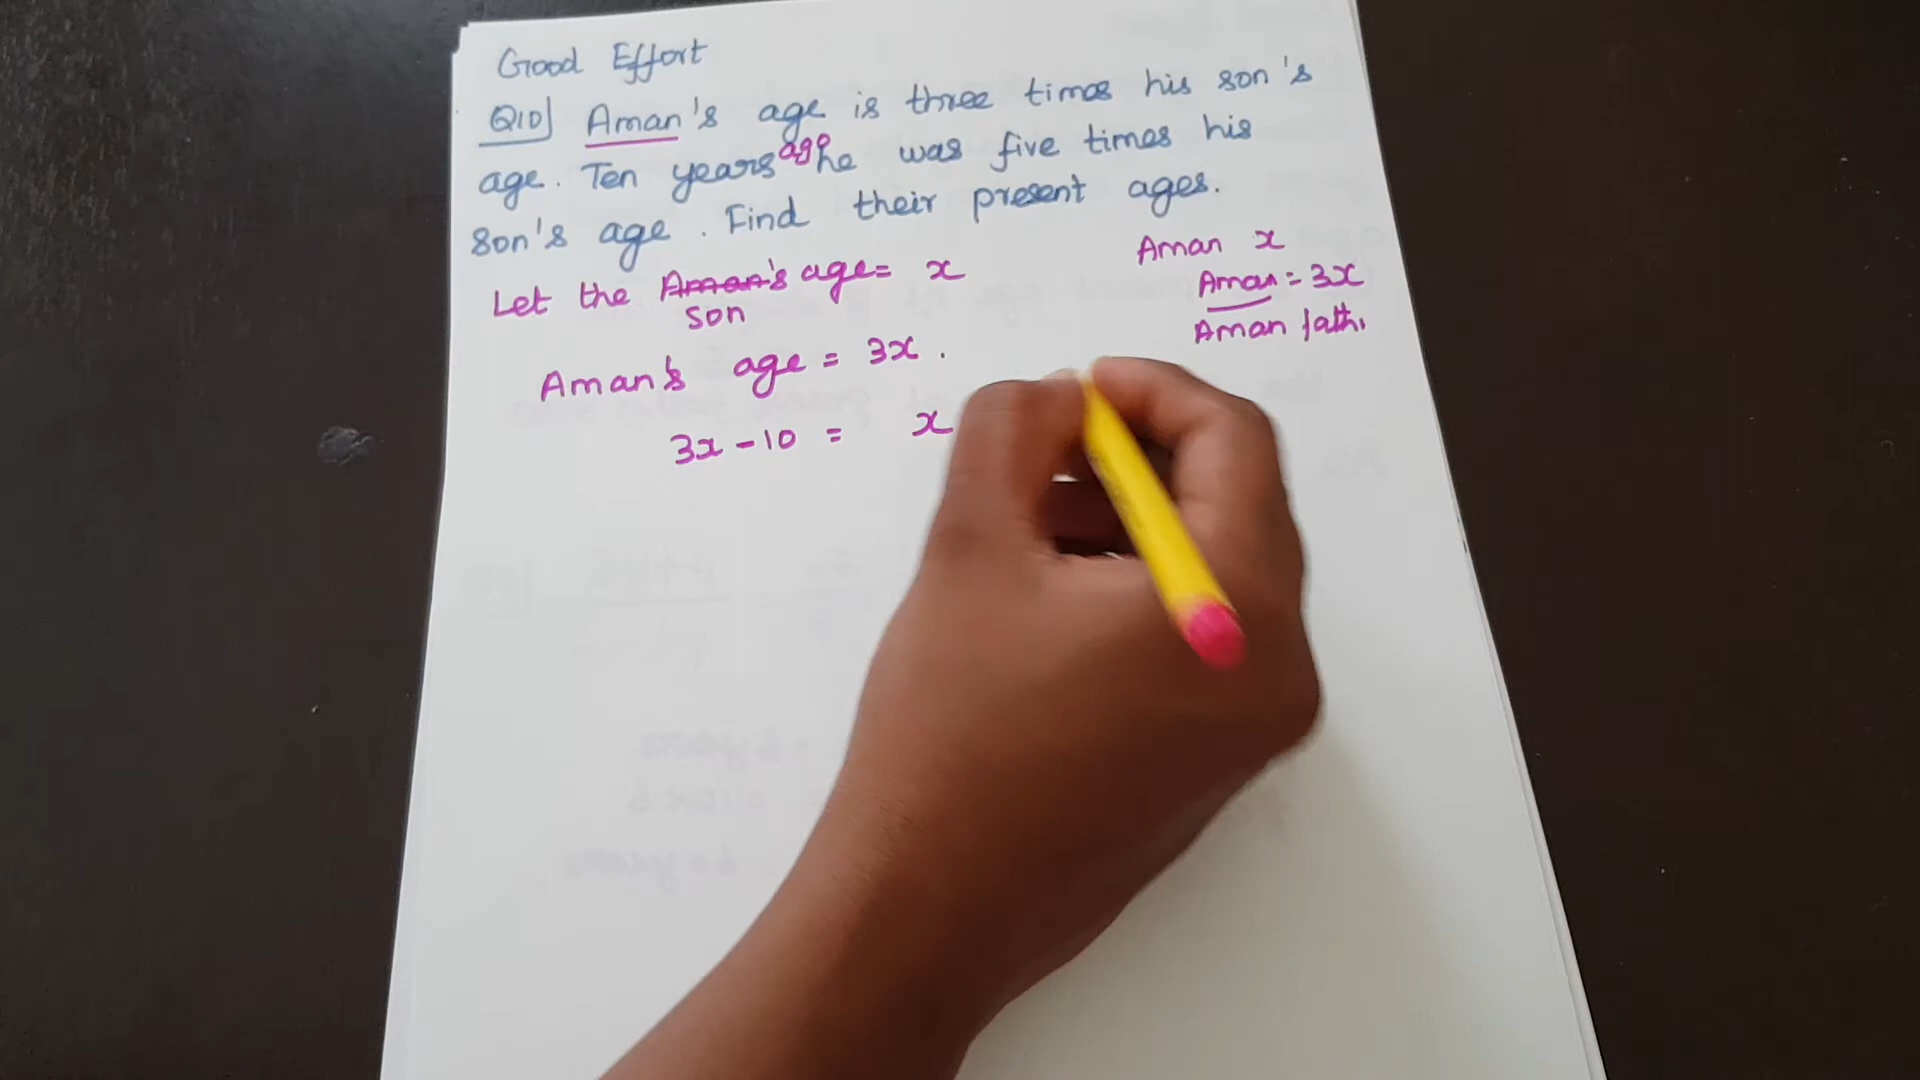 Good Effort
Q10] Aman's age is three times his son's
age. Ten years ago he was five times his
son's age. Find their present ages.
Let the Aman's age = x
son
Aman's age = 3x.
3x - 10 = x
Aman x
Aman = 3x
Aman